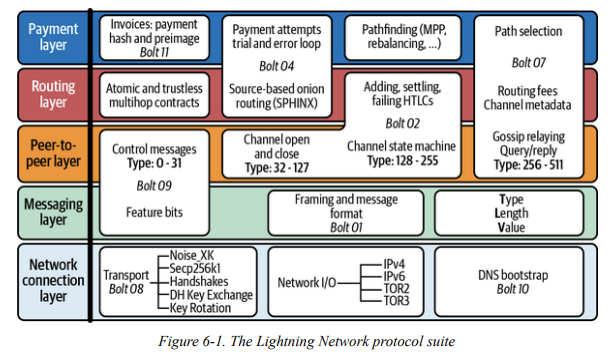 Payment
layer
Invoices: payment
hash and preimage
Bolt 11
Payment attempts
trial and error loop
Bolt 04
Source-based onion
routing (SPHINX)
Pathfinding (MPP,
rebalancing, ...)
Path selection
Bolt 07
Routing fees
Channel metadata
Gossip relaying
Query/reply
Type: 256 - 511
Routing
layer
Atomic and trustless
multihop contracts
Adding, settling,
failing HTLCs
Bolt 02
Channel state machine
Type: 128 - 255
Peer-to-
peer layer
Control messages
Type: 0 - 31
Bolt 09
Feature bits
Channel open
and close
Type: 32 - 127
Messaging
layer
Framing and message
format
Bolt 01
Type
Length
Value
Network
connection
layer
Transport
Bolt 08
Noise_XK
Secp256k1
Handshakes
DH Key Exchange
Key Rotation
Network I/O
IPv4
IPv6
TOR2
TOR3
DNS bootstrap
Bolt 10
Figure 6-1. The Lightning Network protocol suite